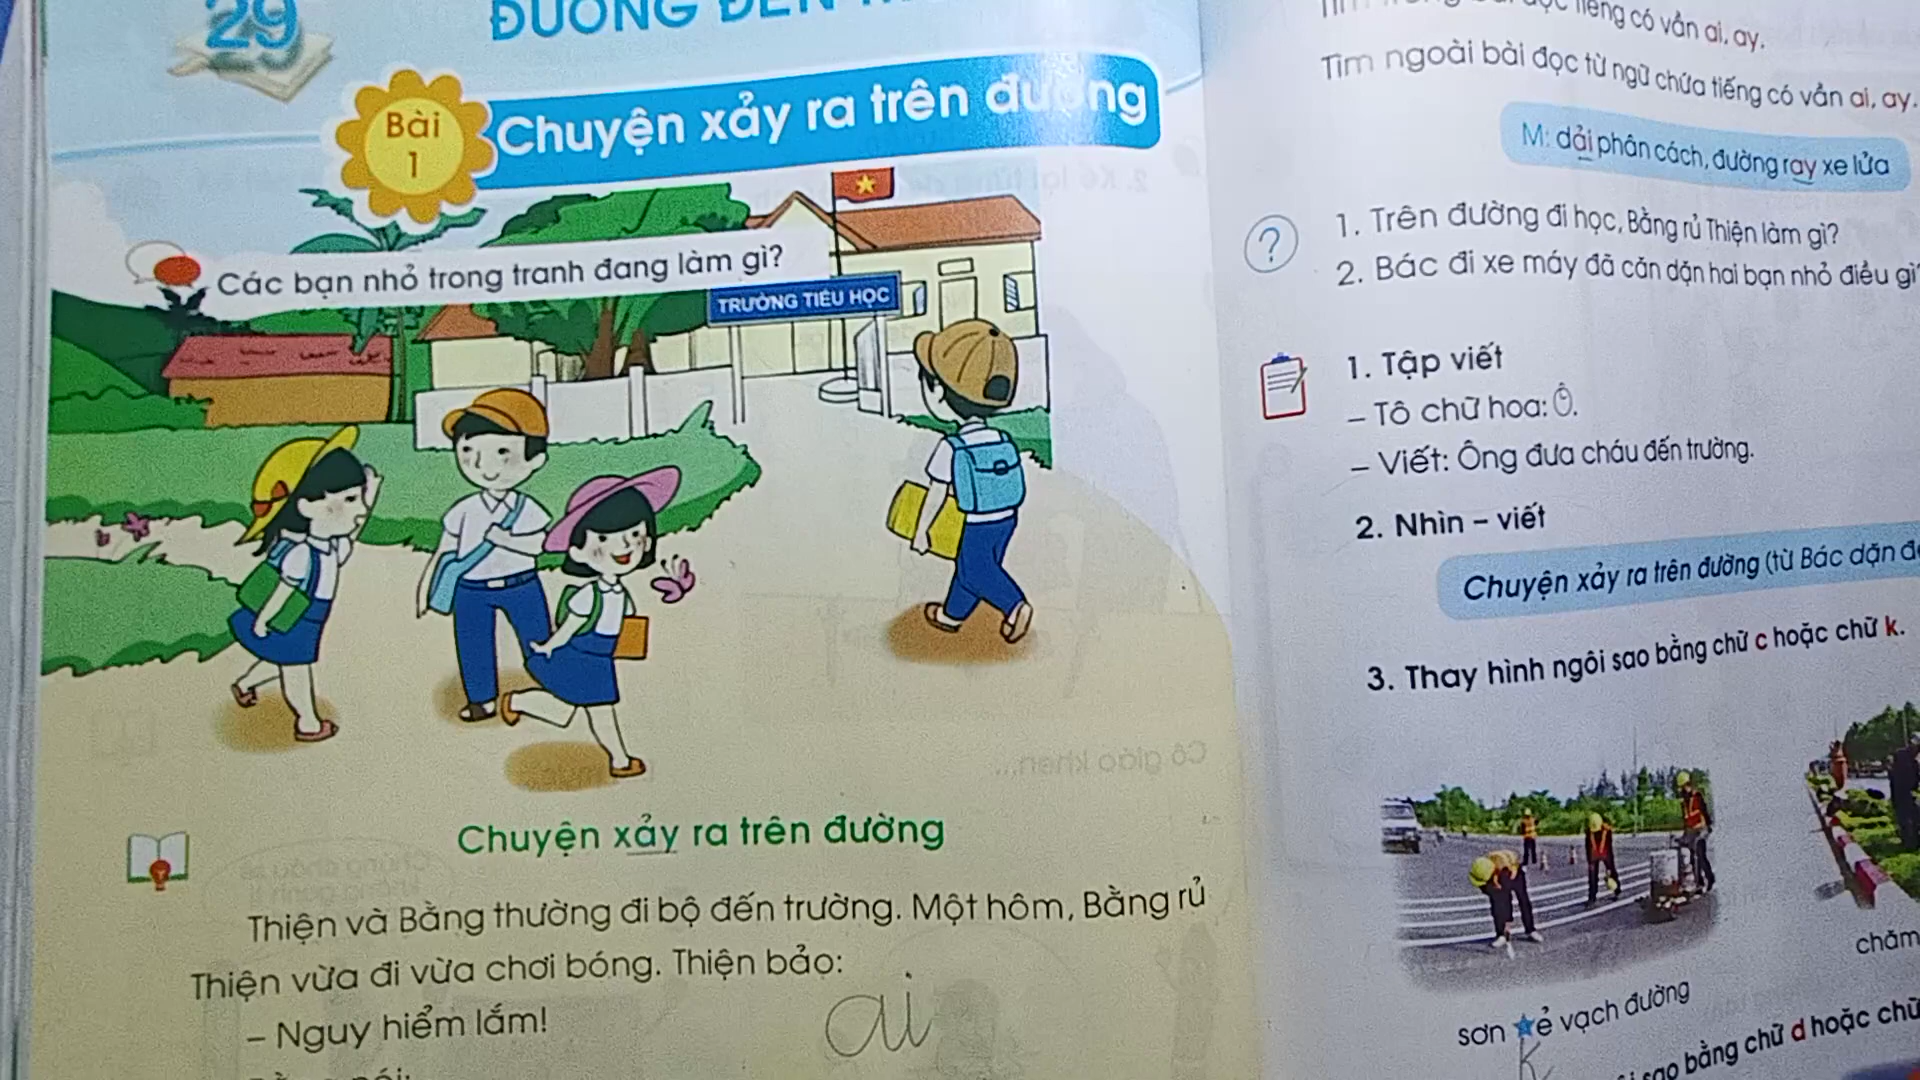 29
Bài
1
Chuyện xảy ra trên đường
Các bạn nhỏ trong tranh đang làm gì?
TRƯỜNG TIỂU HỌC
Chuyện xảy ra trên đường
Thiện và Bằng thường đi bộ đến trường. Một hôm, Bằng rủ
Thiện vừa đi vừa chơi bóng. Thiện bảo:
– Nguy hiểm lắm!
ai
tiếng có vần ai, ay.
Tìm ngoài bài đọc từ ngữ chứa tiếng có vần ai, ay.
M: dải phân cách, đường ray xe lửa
?
1. Trên đường đi học, Bằng rủ Thiện làm gì?
2. Bác đi xe máy đã căn dặn hai bạn nhỏ điều gì
1. Tập viết
– Tô chữ hoa: Ô.
– Viết: Ông đưa cháu đến trường.
2. Nhìn – viết
Chuyện xảy ra trên đường (từ Bác dặn
3. Thay hình ngôi sao bằng chữ c hoặc chữ k.
sơn ★ẻ vạch đường
k
chăm
sao bằng chữ d hoặc chữ